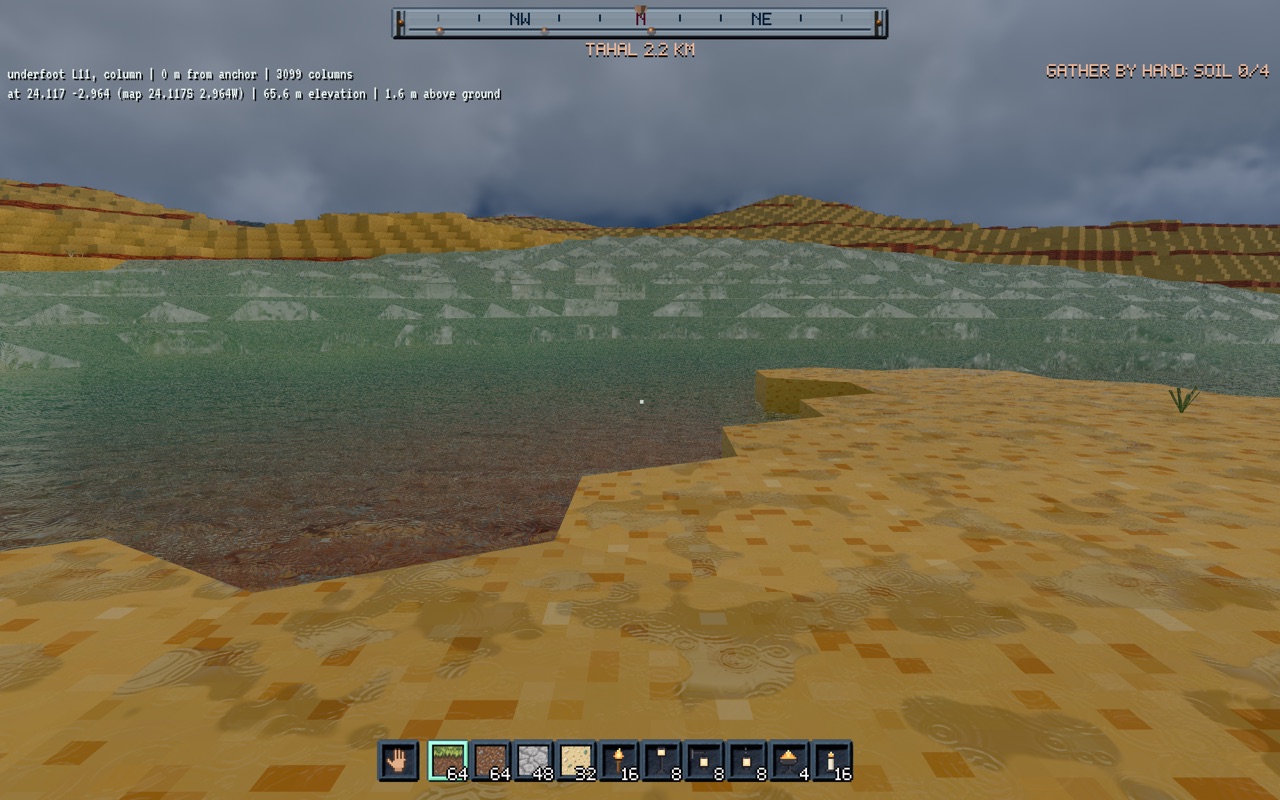 NW N NE
TAHAL 2.2 KM
underfoot L11, column | 0 m from anchor | 3099 columns
GATHER BY HAND: SOIL 0/4
at 24.117 -2.964 (map 24.117S 2.964W) | 65.6 m elevation | 1.6 m above ground
64 64 48 32 16 8 8 8 4 16